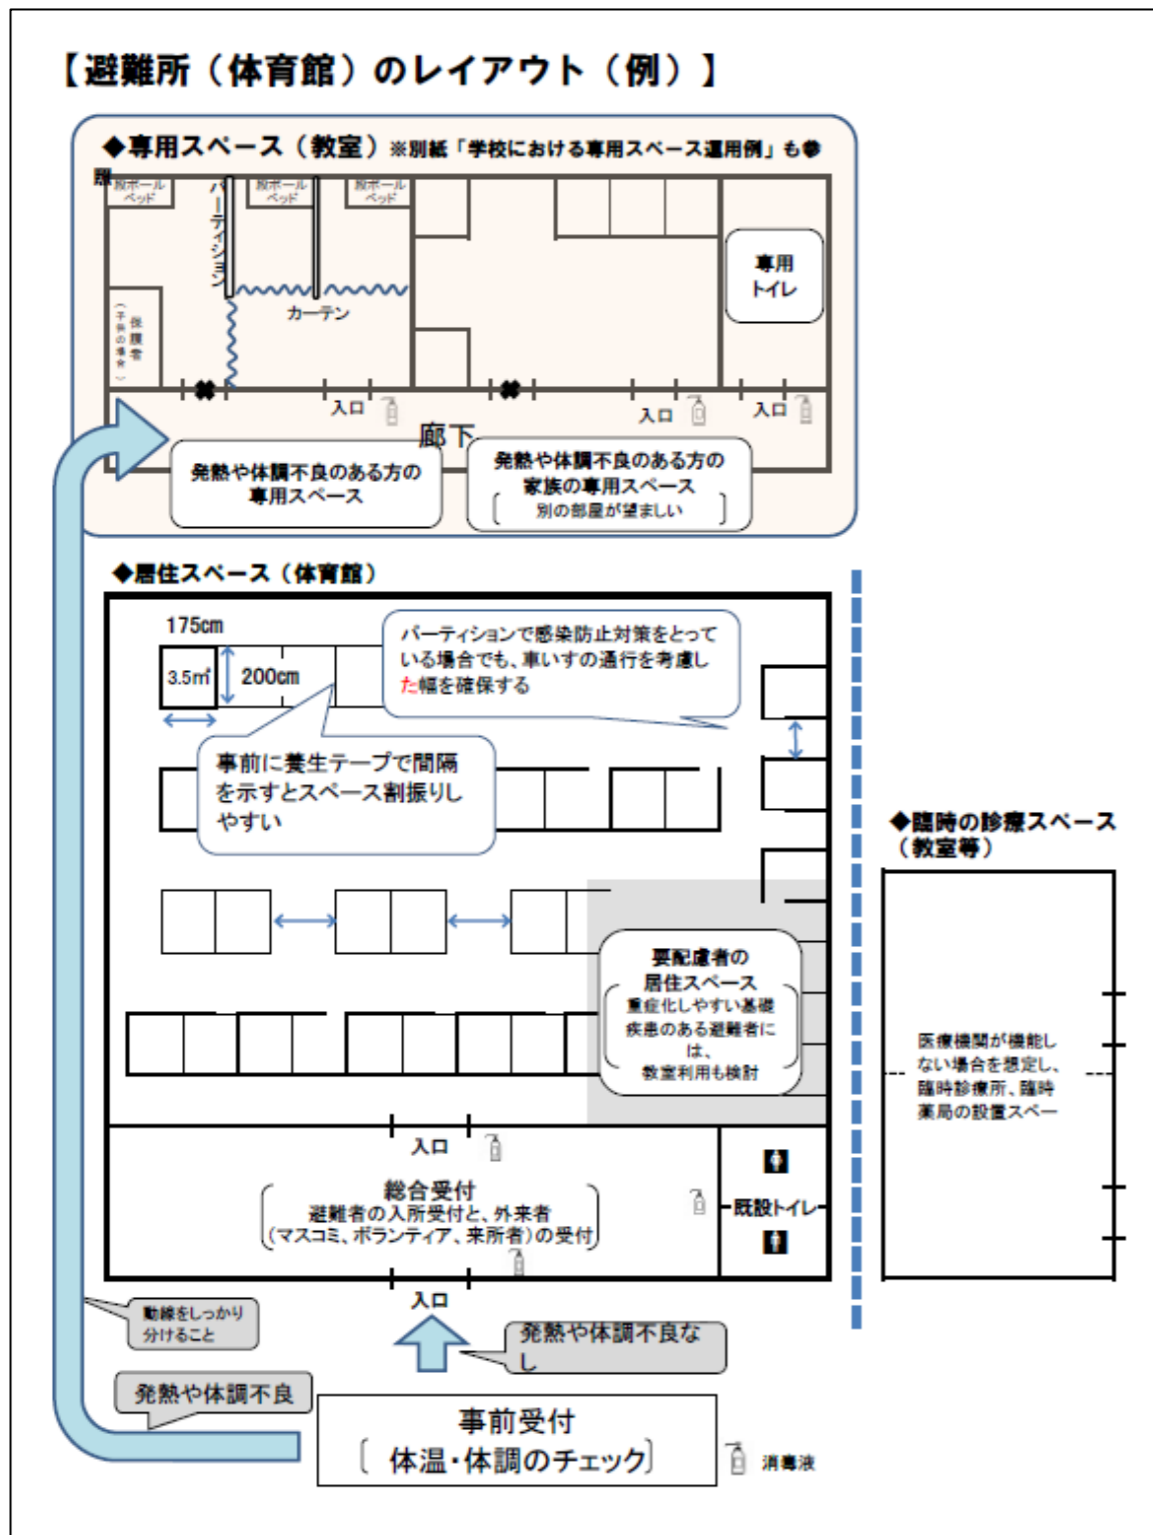 【避難所（体育館）のレイアウト（例）】
◆専用スペース（教室）※別紙「学校における専用スペース運用例」も参
照
段ボール
ベッド
パーティション
段ボール
ベッド
段ボール
ベッド
専用
トイレ
カーテン
保護者
（子供の場合）
入口
入口
入口
廊下
発熱や体調不良のある方の
専用スペース
発熱や体調不良のある方の
家族の専用スペース
別の部屋が望ましい
◆居住スペース（体育館）
175cm
3.5㎡
200cm
パーティションで感染防止対策をとって
いる場合でも、車いすの通行を考慮し
た幅を確保する
事前に養生テープで間隔
を示すとスペース割振りし
やすい
◆臨時の診療スペース
（教室等）
要配慮者の
居住スペース
重症化しやすい基礎
疾患のある避難者に
は、
教室利用も検討
医療機関が機能し
ない場合を想定し、
臨時診療所、臨時
薬局の設置スペー
入口
総合受付
避難者の入所受付と、外来者
（マスコミ、ボランティア、来所者）の受付
既設トイレ
入口
動線をしっかり
分けること
発熱や体調不良な
し
発熱や体調不良
事前受付
〔 体温・体調のチェック〕
消毒液